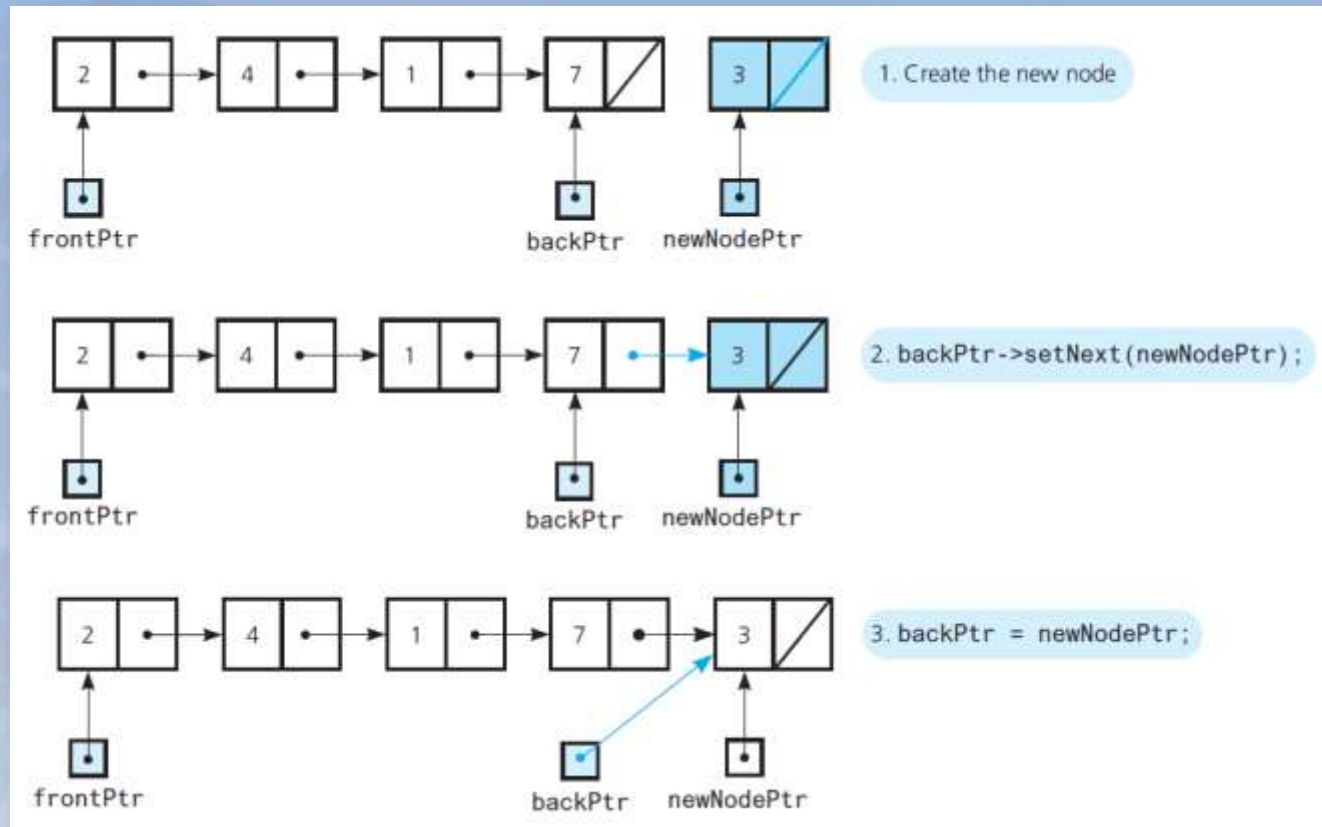 2 4 1 7 3 1. Create the new node
frontPtr backPtr newNodePtr
2 4 1 7 3 2. backPtr->setNext(newNodePtr);
frontPtr backPtr newNodePtr
2 4 1 7 3 3. backPtr = newNodePtr;
frontPtr backPtr newNodePtr